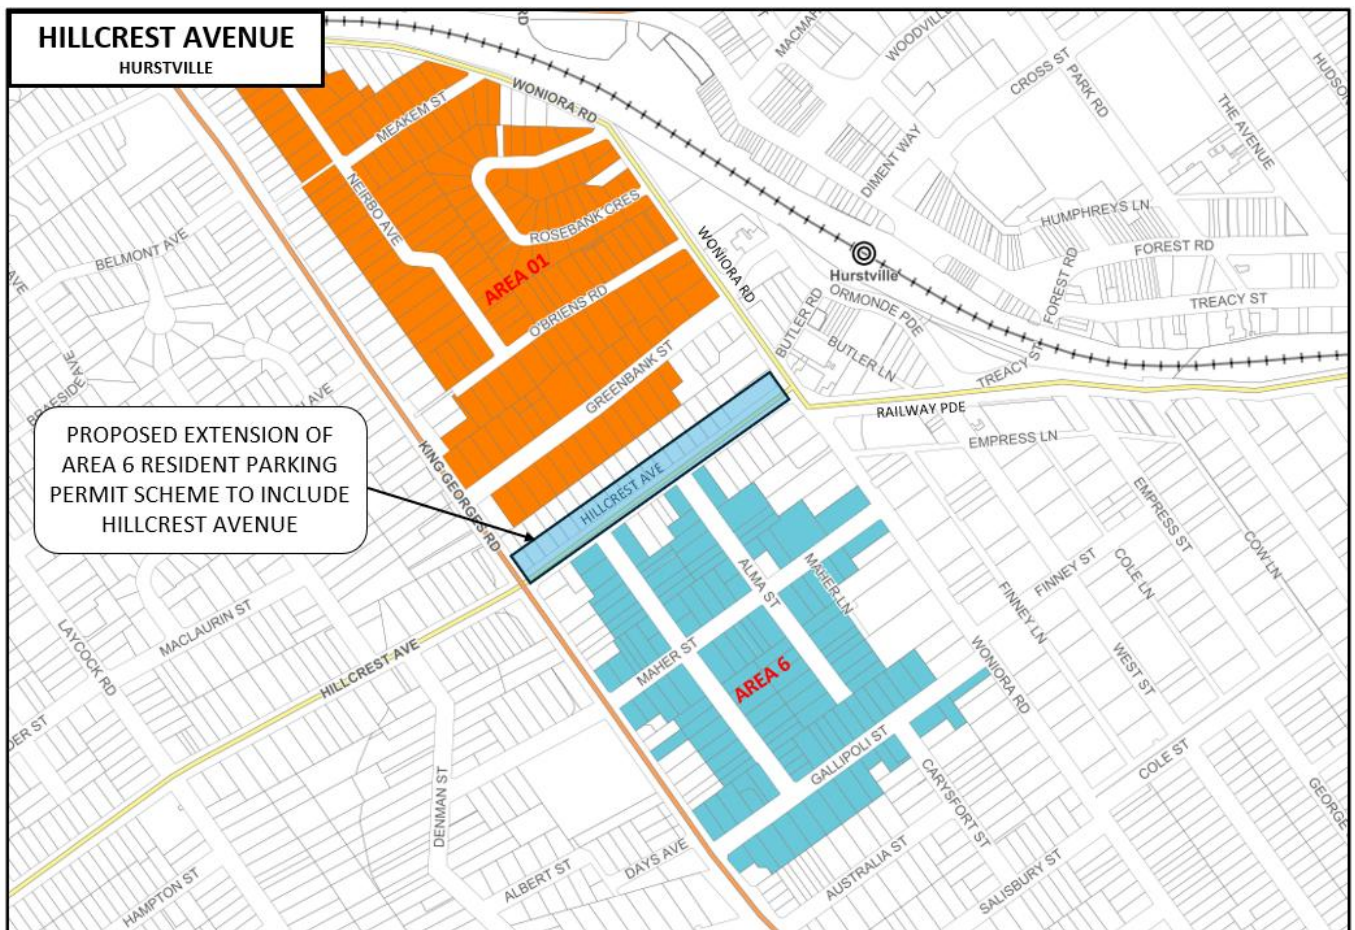 HILLCREST AVENUE
HURSTVILLE
RD
MACMAH
WOODVILL
CROSS ST
PARK RD
HUDSON
THE AVENUE
WONIORA RD
MEAKEM ST
DIMENT WAY
NEIRBO AVE
ROSEBANK CRES
HUMPHREYS LN
FOREST RD
BELMONT AVE
AVE
WONIORA RD
AREA 01
Hurstville
FOREST RD
TREACY ST
ORMONDE PDE
BUTLER RD
O'BRIENS RD
BUTLER LN
TREACY ST
AVE
BRAESIDE
GREENBANK ST
AVE
RAILWAY PDE
EMPRESS LN
PROPOSED EXTENSION OF
AREA 6 RESIDENT PARKING
PERMIT SCHEME TO INCLUDE
HILLCREST AVENUE
KING GEORGES RD
HILLCREST AVE
EMPRESS ST
COW LN
ALMA ST
MAHER LN
FINNEY ST
COLE LN
FINNEY LN
MACLAURIN ST
LAYCOCK RD
HILLCREST AVE
MAHER ST
AREA 6
WONIORA RD
WEST ST
DER ST
GALLIPOLI ST
CARYSFORT ST
COLE ST
GEORGE
DENMAN ST
DAYS AVE
ALBERT ST
AUSTRALIA ST
SALISBURY ST
HAMPTON ST